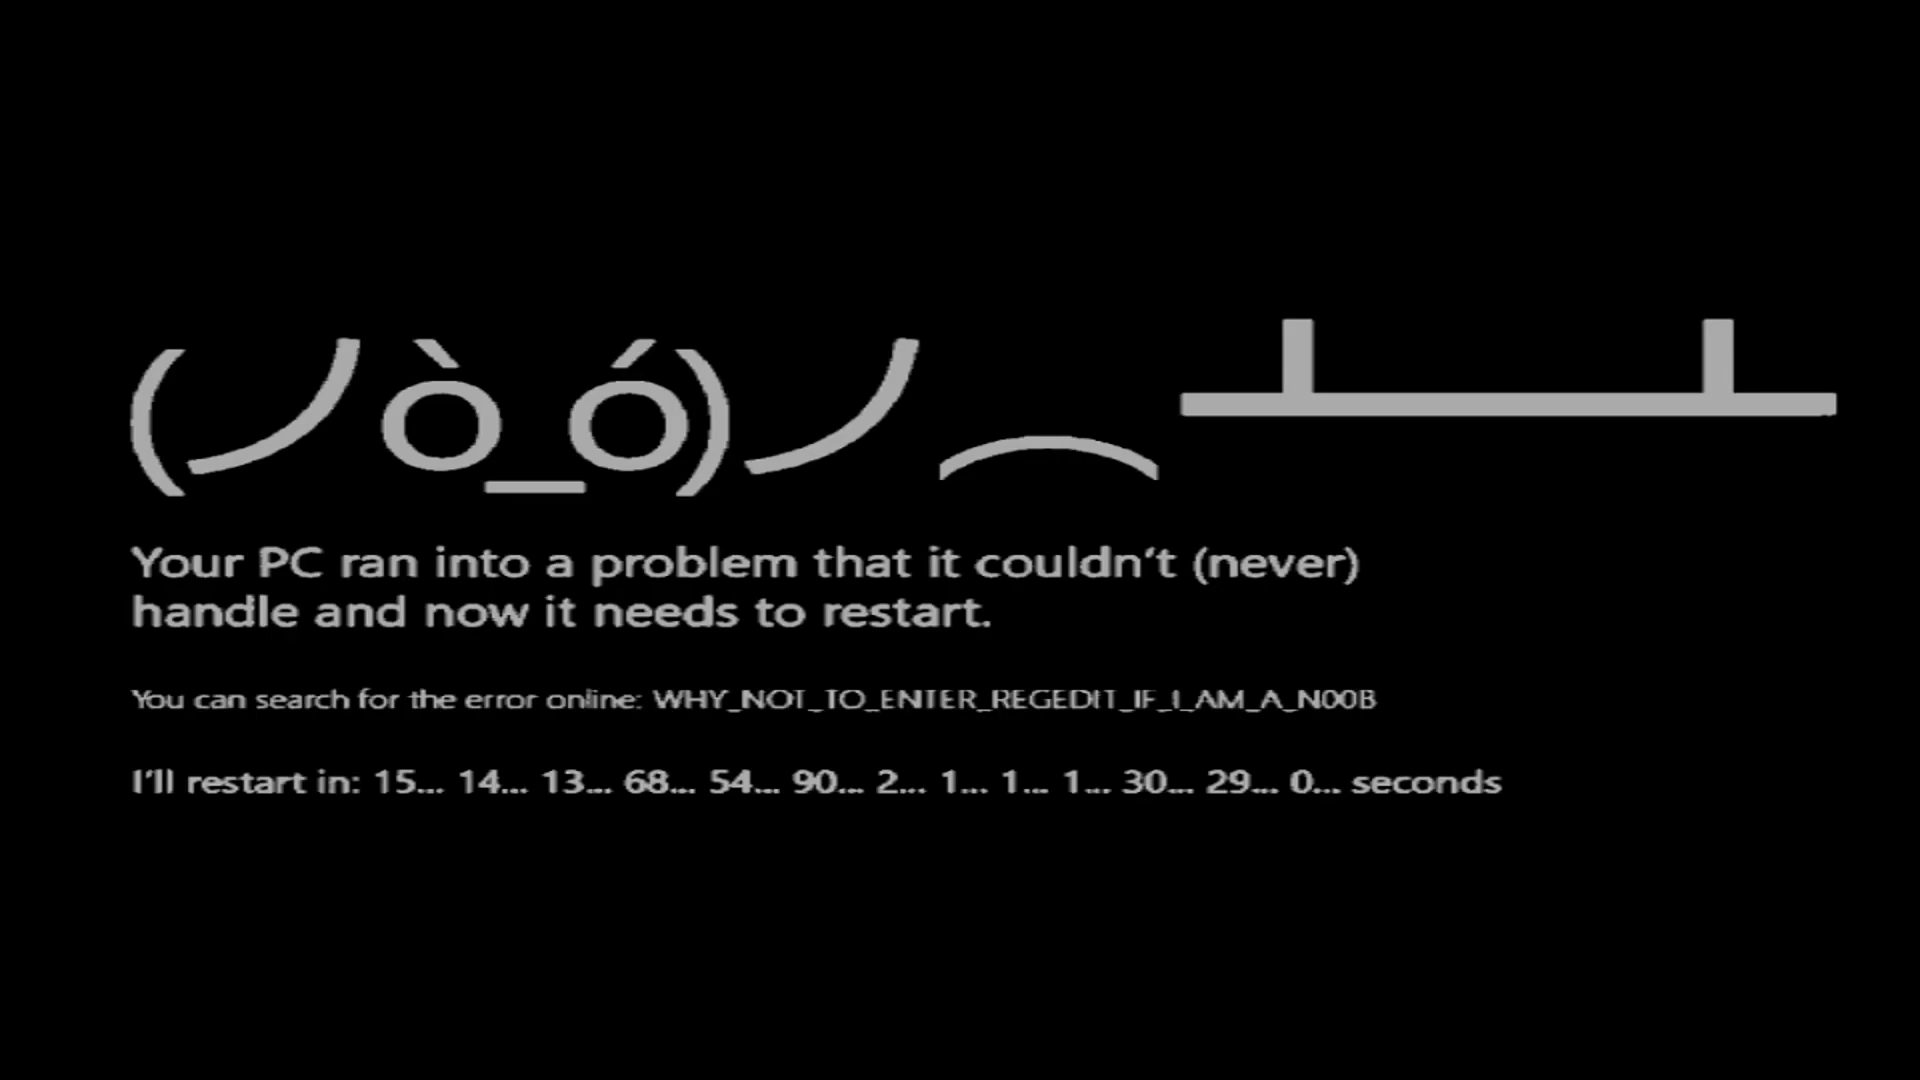 (ノò_ó)ノ︵┻━┻
Your PC ran into a problem that it couldn't (never)
handle and now it needs to restart.
You can search for the error online: WHY_NOT_TO_ENTER_REGEDIT_IF_I_AM_A_N00B
I'll restart in: 15... 14... 13... 68... 54... 90... 2... 1... 1... 1... 30... 29... 0... seconds